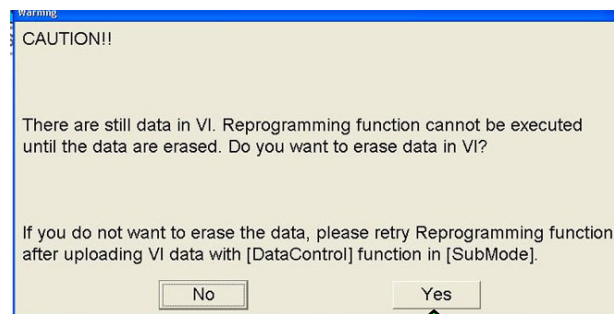 Warning
CAUTION!!
There are still data in VI. Reprogramming function cannot be executed
until the data are erased. Do you want to erase data in VI?
If you do not want to erase the data, please retry Reprogramming function
after uploading VI data with [DataControl] function in [SubMode].
No
Yes